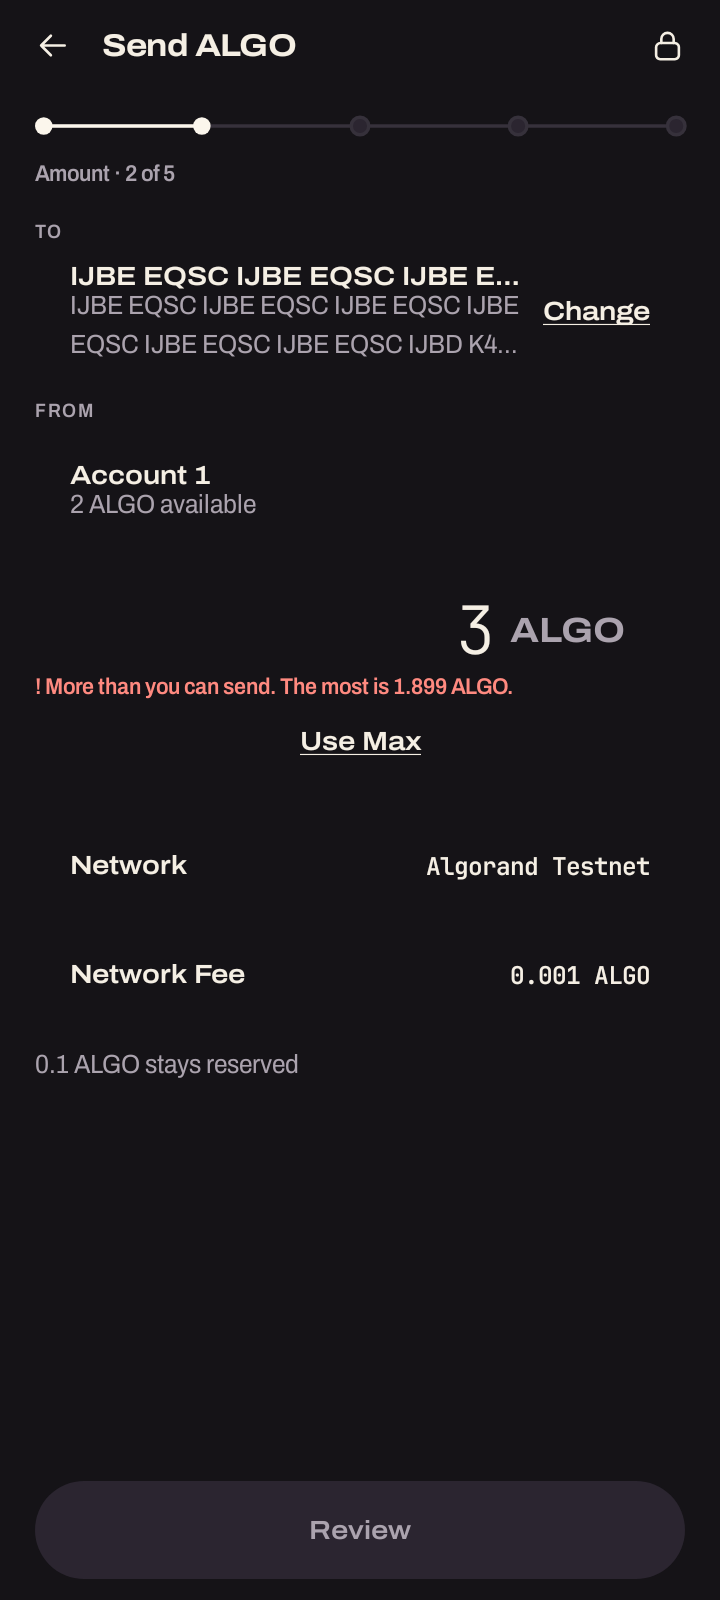 Send ALGO
Amount · 2 of 5
TO
IJBE EQSC IJBE EQSC IJBE E...
IJBE EQSC IJBE EQSC IJBE EQSC IJBE
EQSC IJBE EQSC IJBE EQSC IJBD K4...
Change
FROM
Account 1
2 ALGO available
3 ALGO
! More than you can send. The most is 1.899 ALGO.
Use Max
Network Algorand Testnet
Network Fee 0.001 ALGO
0.1 ALGO stays reserved
Review